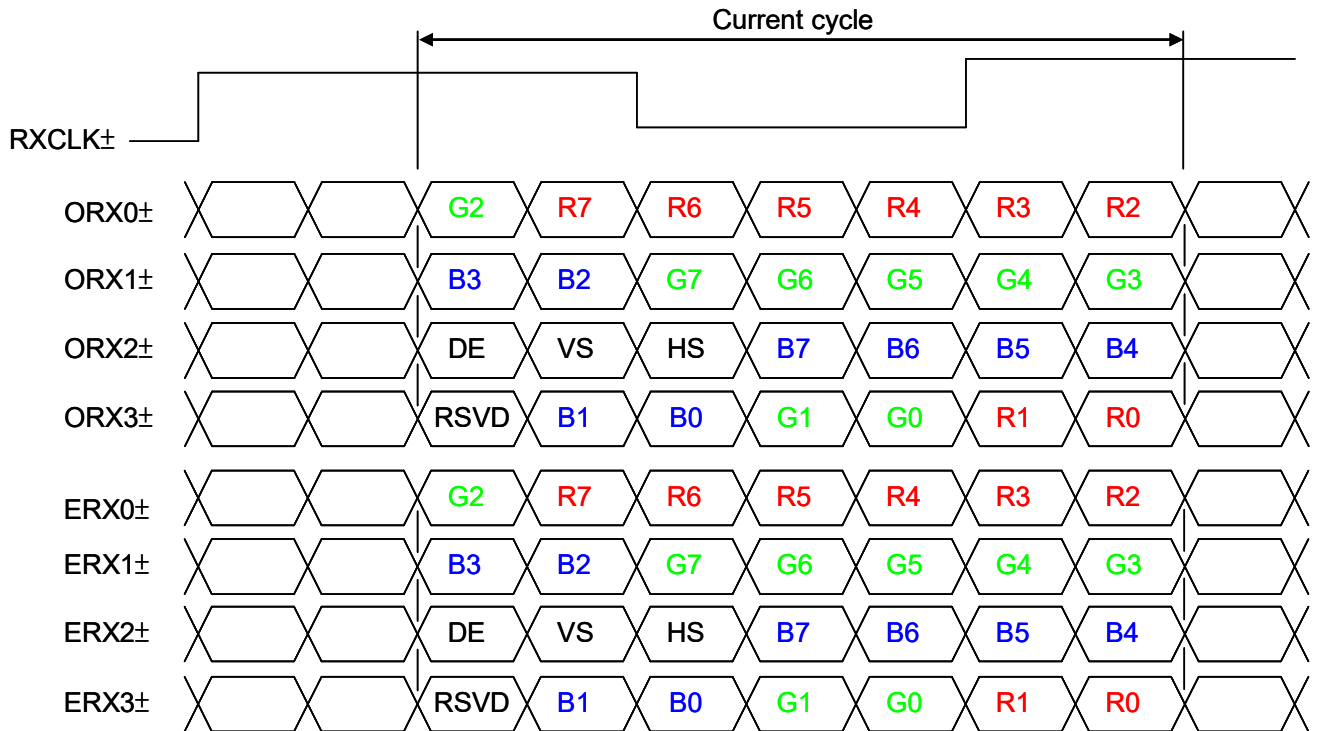 Current cycle
RXCLK±
ORX0± G2 R7 R6 R5 R4 R3 R2
ORX1± B3 B2 G7 G6 G5 G4 G3
ORX2± DE VS HS B7 B6 B5 B4
ORX3± RSVD B1 B0 G1 G0 R1 R0
ERX0± G2 R7 R6 R5 R4 R3 R2
ERX1± B3 B2 G7 G6 G5 G4 G3
ERX2± DE VS HS B7 B6 B5 B4
ERX3± RSVD B1 B0 G1 G0 R1 R0